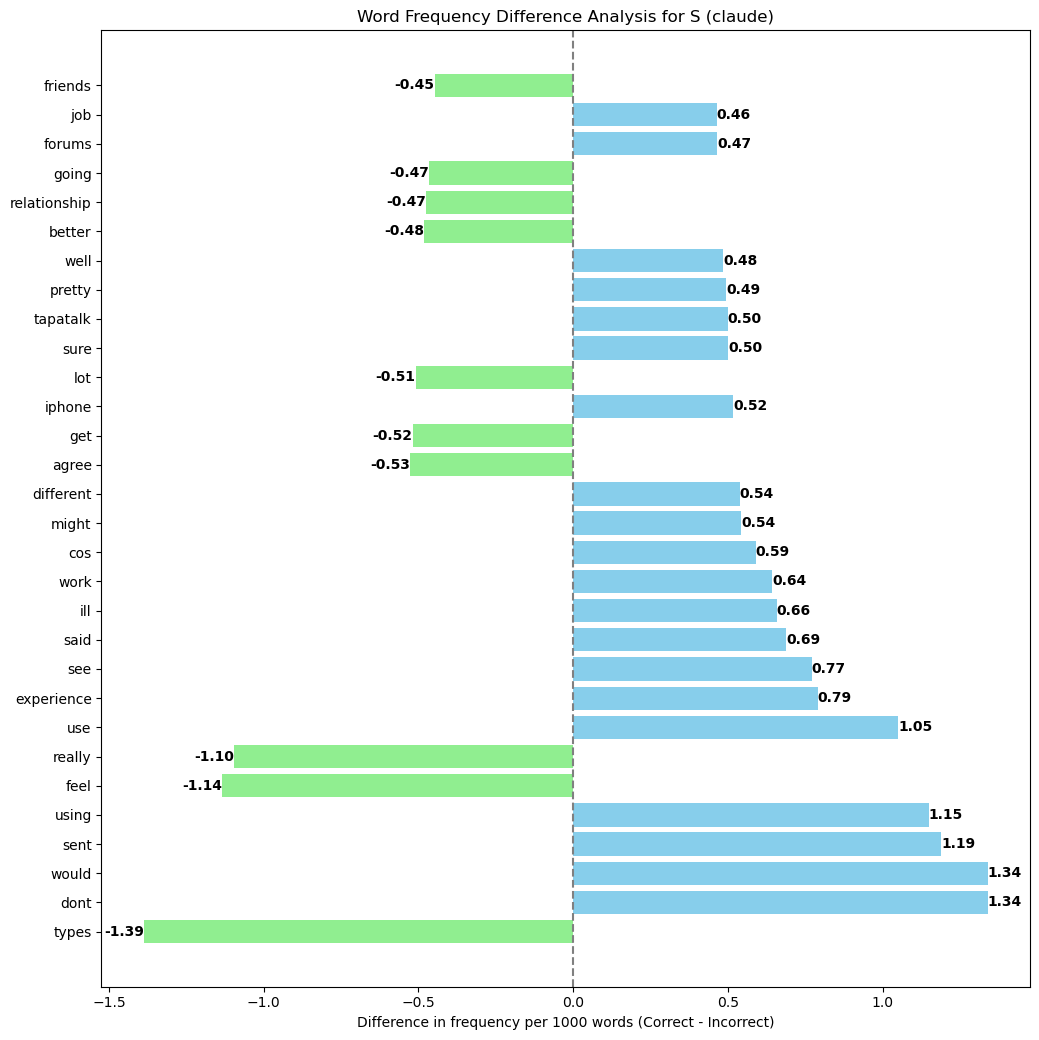 Word Frequency Difference Analysis for S (claude)
friends -0.45
job 0.46
forums 0.47
going -0.47
relationship -0.47
better -0.48
well 0.48
pretty 0.49
tapatalk 0.50
sure 0.50
lot -0.51
iphone 0.52
get -0.52
agree -0.53
different 0.54
might 0.54
cos 0.59
work 0.64
ill 0.66
said 0.69
see 0.77
experience 0.79
use 1.05
really -1.10
feel -1.14
using 1.15
sent 1.19
would 1.34
dont 1.34
types -1.39
−1.5 −1.0 −0.5 0.0 0.5 1.0
Difference in frequency per 1000 words (Correct - Incorrect)